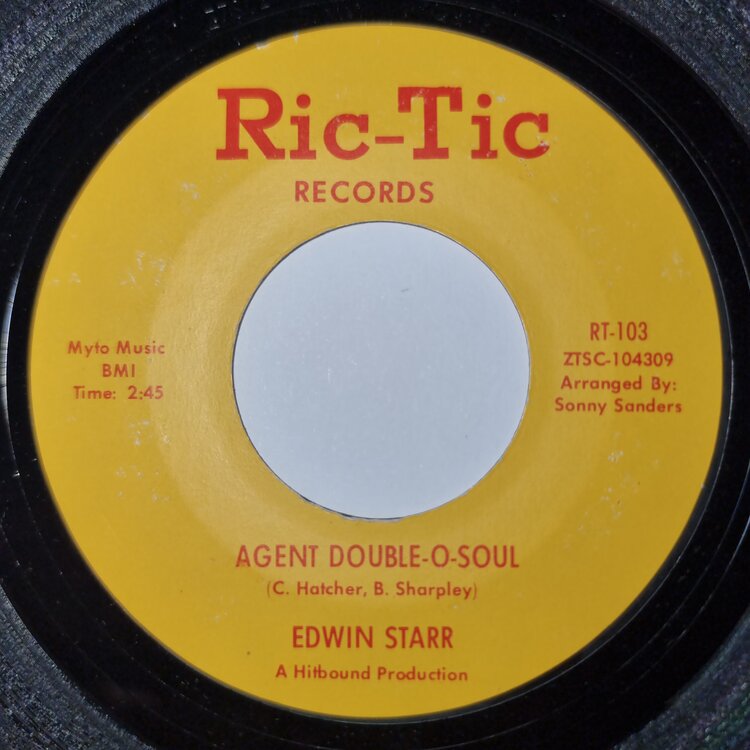 Ric-Tic
RECORDS
Myto Music
BMI
Time: 2:45
RT-103
ZTSC-104309
Arranged By:
Sonny Sanders
AGENT DOUBLE-O-SOUL
(C. Hatcher, B. Sharpley)
EDWIN STARR
A Hitbound Production